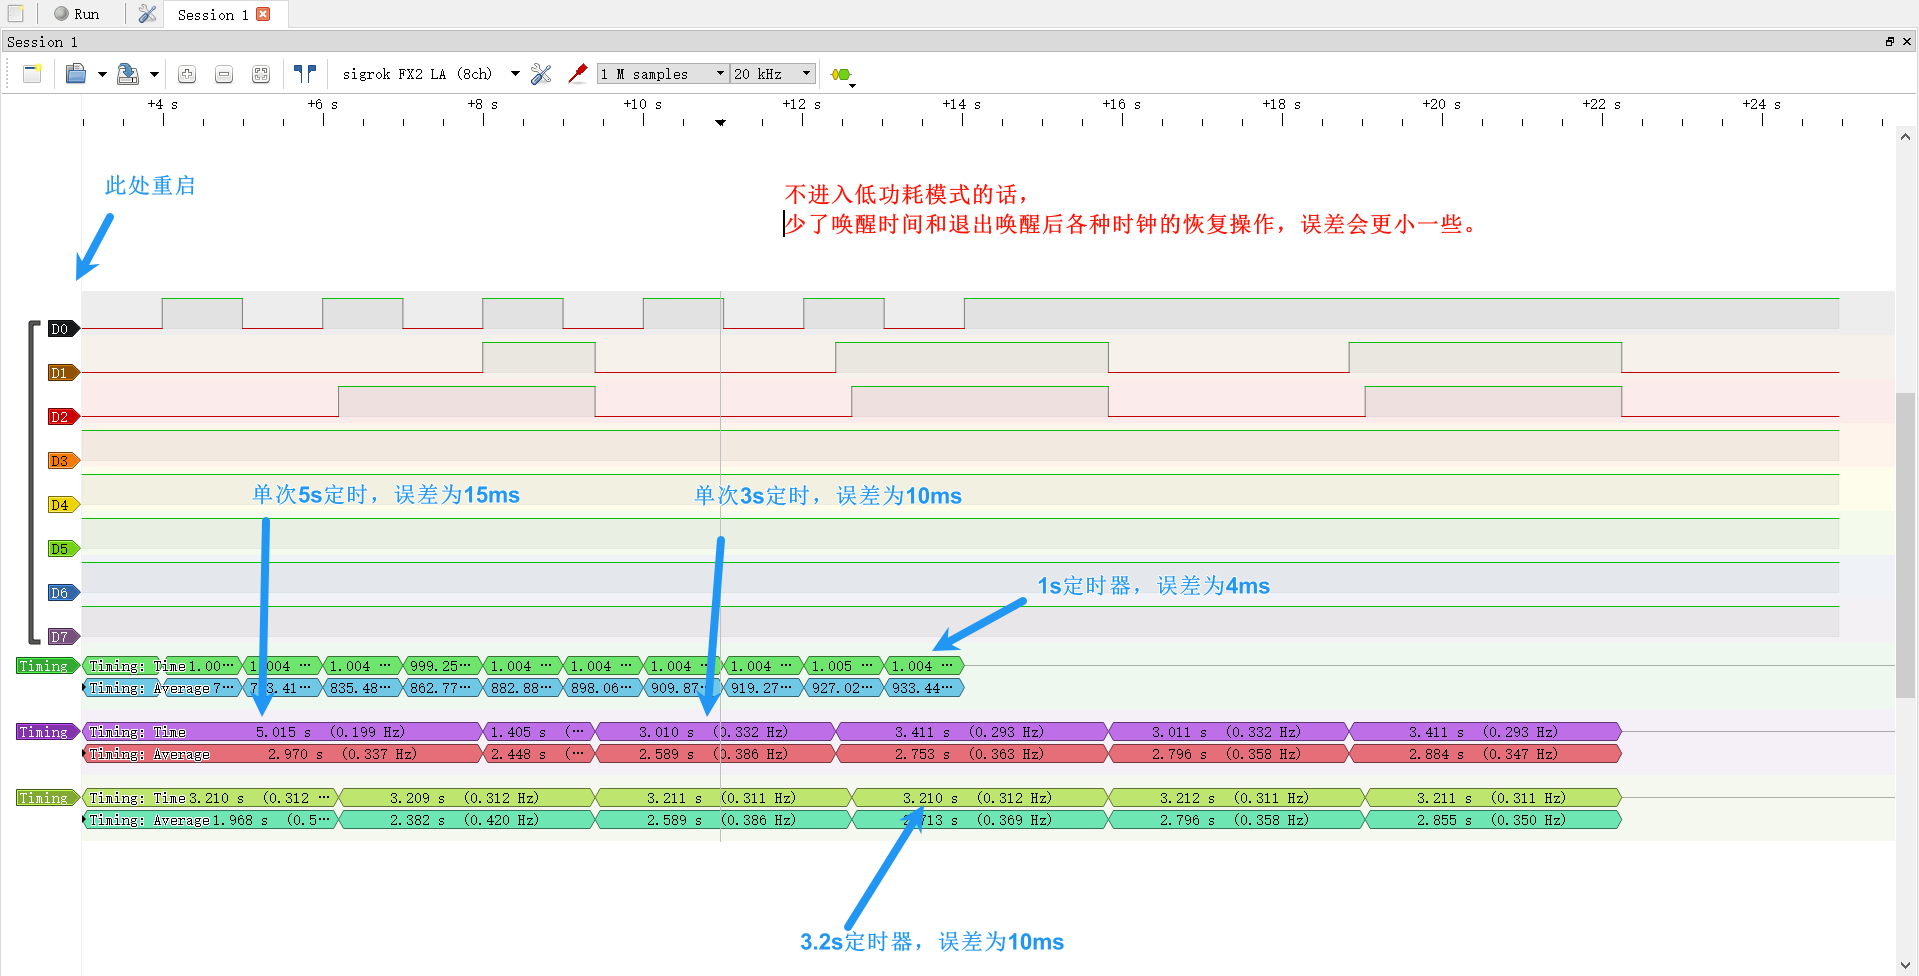 Run
Session 1
Session 1
sigrok FX2 LA (8ch)
1 M samples
20 kHz
+4 s
+6 s
+8 s
+10 s
+12 s
+14 s
+16 s
+18 s
+20 s
+22 s
+24 s
此处重启
不进入低功耗模式的话，
少了唤醒时间和退出唤醒后各种时钟的恢复操作，误差会更小一些。
D0
D1
D2
D3
D4
单次5s定时，误差为15ms
单次3s定时，误差为10ms
D5
D6
1s定时器，误差为4ms
D7
Timing
Timing: Time 1.00⋯ 1.004 ⋯ 1.004 ⋯ 999.25⋯ 1.004 ⋯ 1.004 ⋯ 1.004 ⋯ 1.004 ⋯ 1.005 ⋯ 1.004 ⋯
Timing: Average 7⋯ 3.41⋯ 835.48⋯ 862.77⋯ 882.88⋯ 898.06⋯ 909.87⋯ 919.27⋯ 927.02⋯ 933.44⋯
Timing
Timing: Time 5.015 s (0.199 Hz) 1.405 s (⋯ 3.010 s (0.332 Hz) 3.411 s (0.293 Hz) 3.011 s (0.332 Hz) 3.411 s (0.293 Hz)
Timing: Average 2.970 s (0.337 Hz) 2.448 s (⋯ 2.589 s (0.386 Hz) 2.753 s (0.363 Hz) 2.796 s (0.358 Hz) 2.884 s (0.347 Hz)
Timing
Timing: Time 3.210 s (0.312 ⋯ 3.209 s (0.312 Hz) 3.211 s (0.311 Hz) 3.210 s (0.312 Hz) 3.212 s (0.311 Hz) 3.211 s (0.311 Hz)
Timing: Average 1.968 s (0.5⋯ 2.382 s (0.420 Hz) 2.589 s (0.386 Hz) 2.713 s (0.369 Hz) 2.796 s (0.358 Hz) 2.855 s (0.350 Hz)
3.2s定时器，误差为10ms